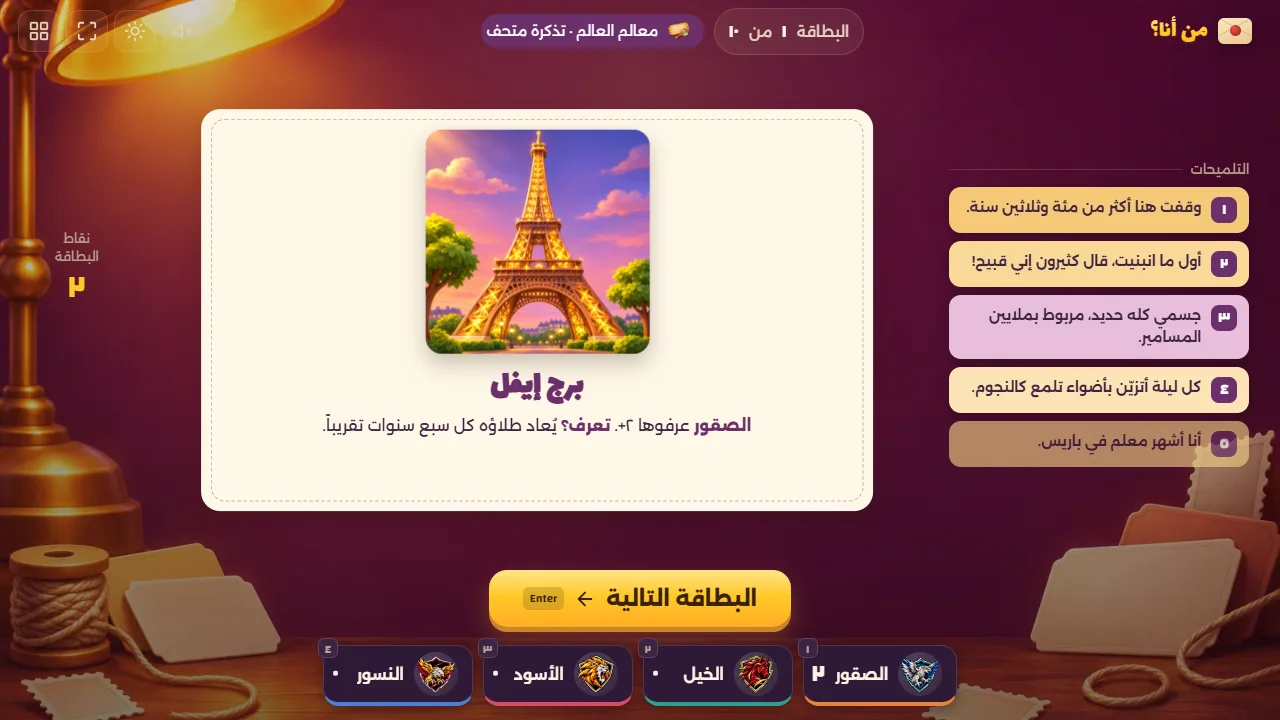 من أنا؟
البطاقة ١ من ١٠
معالم العالم · تذكرة متحف
التلميحات
١ وقفت هنا أكثر من مئة وثلاثين سنة.
٢ أول ما انبنيت، قال كثيرون إني قبيح!
٣ جسمي كله حديد، مربوط بملايين
المسامير.
٤ كل ليلة أتزيّن بأضواء تلمع كالنجوم.
٥ أنا أشهر معلم في باريس.
برج إيفل
الصقور عرفوها ٢+. تعرف؟ يُعاد طلاؤه كل سبع سنوات تقريباً.
نقاط
البطاقة
٢
البطاقة التالية ← Enter
١ الصقور ٢
٢ الخيل ٠
٣ الأسود ٠
٤ النسور ٠